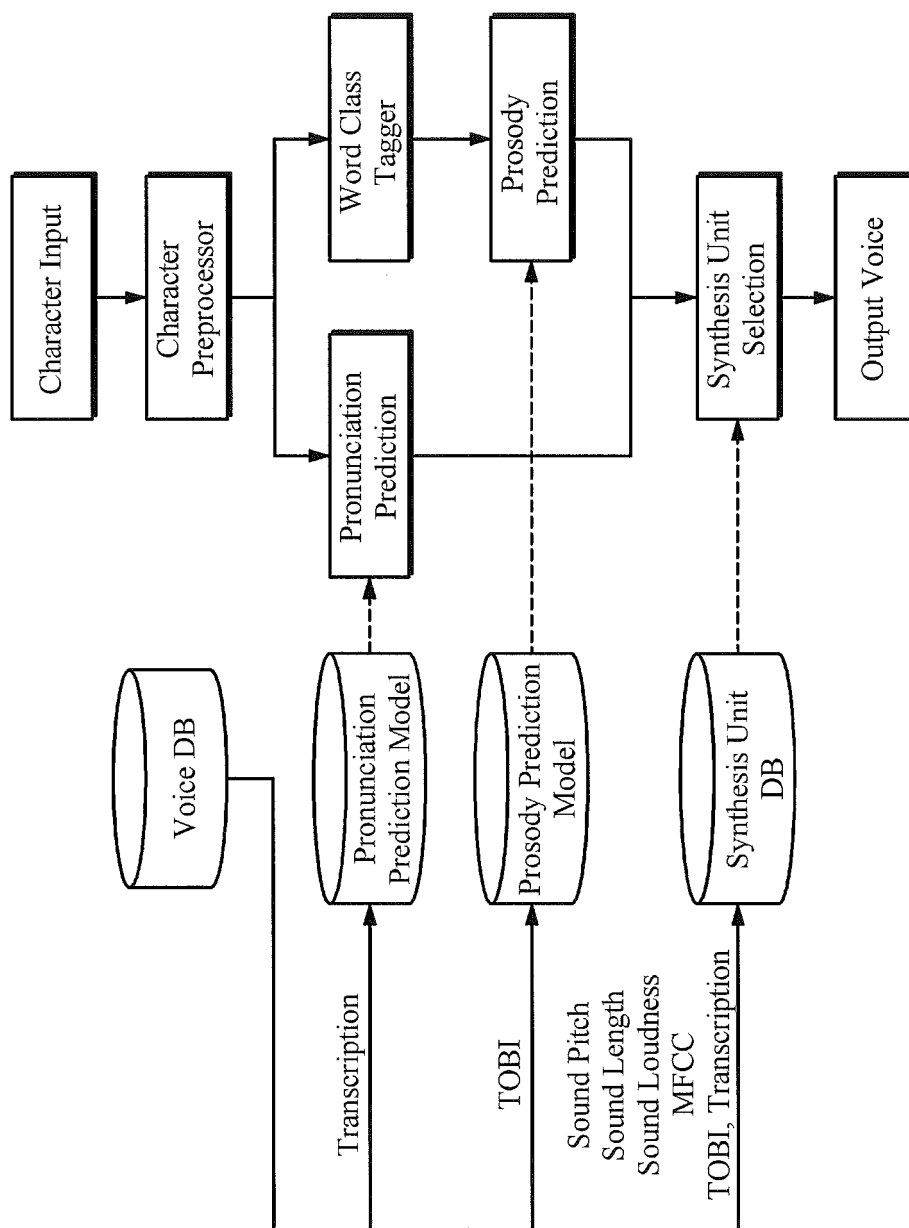 Character Input
Character
Preprocessor
Pronunciation
Prediction
Word Class
Tagger
Prosody
Prediction
Synthesis Unit
Selection
Output Voice
Voice DB
Pronunciation
Prediction Model
Prosody Prediction
Model
Synthesis Unit
DB
Transcription
TOBI
Sound Pitch
Sound Length
Sound Loudness
MFCC
TOBI, Transcription